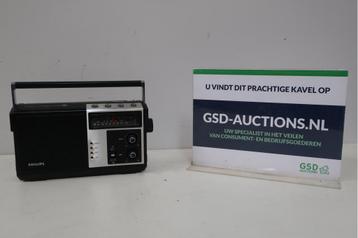 PHILIPS
U VINDT DIT PRACHTIGE KAVEL OP
GSD-AUCTIONS.NL
UW SPECIALIST IN HET VEILEN
VAN CONSUMENT- EN BEDRIJFSGOEDEREN
GSD